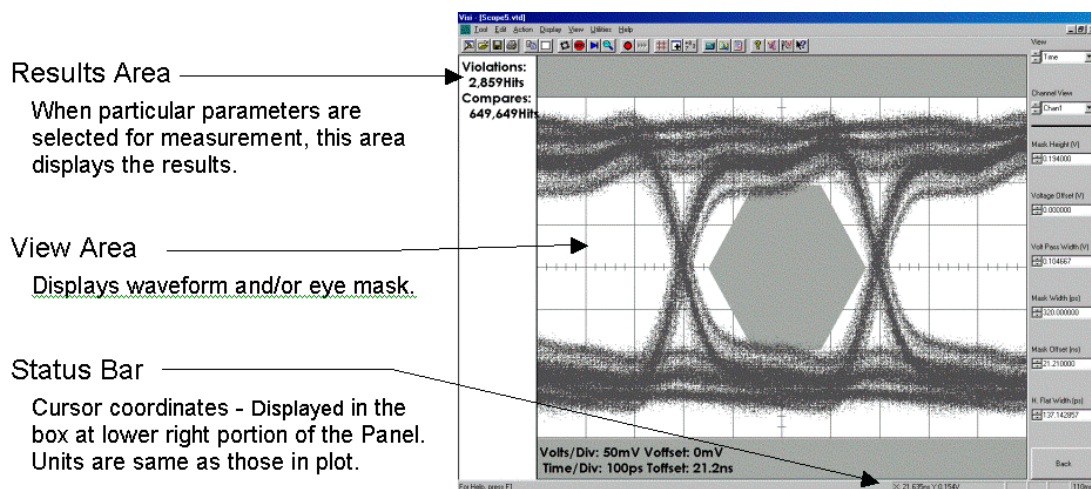 Visi - [Scope5.vtd]
Tool Edit Action Display View Utilities Help
Results Area
When particular parameters are
selected for measurement, this area
displays the results.
View Area
Displays waveform and/or eye mask.
Status Bar
Cursor coordinates - Displayed in the
box at lower right portion of the Panel.
Units are same as those in plot.
Violations:
2,859Hits
Compares:
649,649Hits
Volts/Div: 50mV Voffset: 0mV
Time/Div: 100ps Toffset: 21.2ns
View
Time
Channel View
Chan1
Mask Height (V)
0.194000
Voltage Offset (V)
0.000000
Volt Pass Width (V)
0.104667
Mask Width (ps)
320.000000
Mask Offset (ns)
21.210000
H. Flat Width (ps)
137.142857
Back
For Help, press F1
X: 21.635ns Y:0.154V